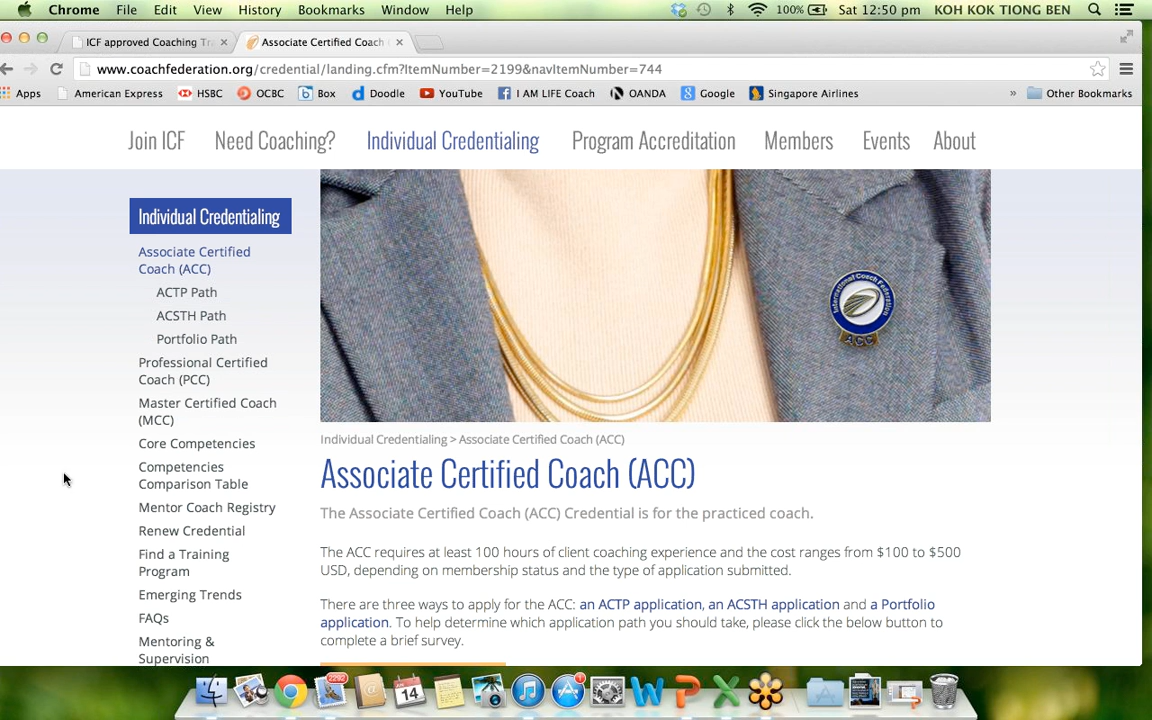 Chrome File Edit View History Bookmarks Window Help 100% Sat 12:50 pm KOH KOK TIONG BEN
ICF approved Coaching Tr
Associate Certified Coach
www.coachfederation.org/credential/landing.cfm?ItemNumber=2199&navItemNumber=744
Apps American Express HSBC OCBC Box Doodle YouTube I AM LIFE Coach OANDA Google Singapore Airlines » Other Bookmarks
Join ICF Need Coaching? Individual Credentialing Program Accreditation Members Events About
Individual Credentialing
Associate Certified
Coach (ACC)
ACTP Path
ACSTH Path
Portfolio Path
Professional Certified
Coach (PCC)
Master Certified Coach
(MCC)
Core Competencies
Competencies
Comparison Table
Mentor Coach Registry
Renew Credential
Find a Training
Program
Emerging Trends
FAQs
Mentoring &
Supervision
International Coach Federation
ACC
Individual Credentialing > Associate Certified Coach (ACC)
Associate Certified Coach (ACC)
The Associate Certified Coach (ACC) Credential is for the practiced coach.
The ACC requires at least 100 hours of client coaching experience and the cost ranges from $100 to $500
USD, depending on membership status and the type of application submitted.
There are three ways to apply for the ACC: an ACTP application, an ACSTH application and a Portfolio
application. To help determine which application path you should take, please click the below button to
complete a brief survey.
2292
14
1